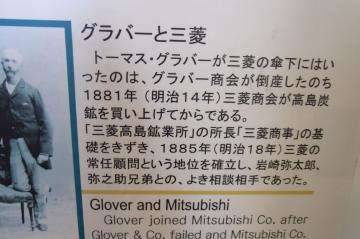 グラバーと三菱
トーマス・グラバーが三菱の傘下にはい
ったのは、グラバー商会が倒産したのち
1881年（明治14年）三菱商会が高島炭
鉱を買い上げてからである。
「三菱高島鉱業所」の所長「三菱商事」の基
礎をきずき、1885年（明治18年）三菱の
常任顧問という地位を確立し、岩崎弥太郎、
弥之助兄弟との、よき相談相手であった。
Glover and Mitsubishi
Glover joined Mitsubishi Co. after
Glover & Co. failed and Mitsubishi Co.